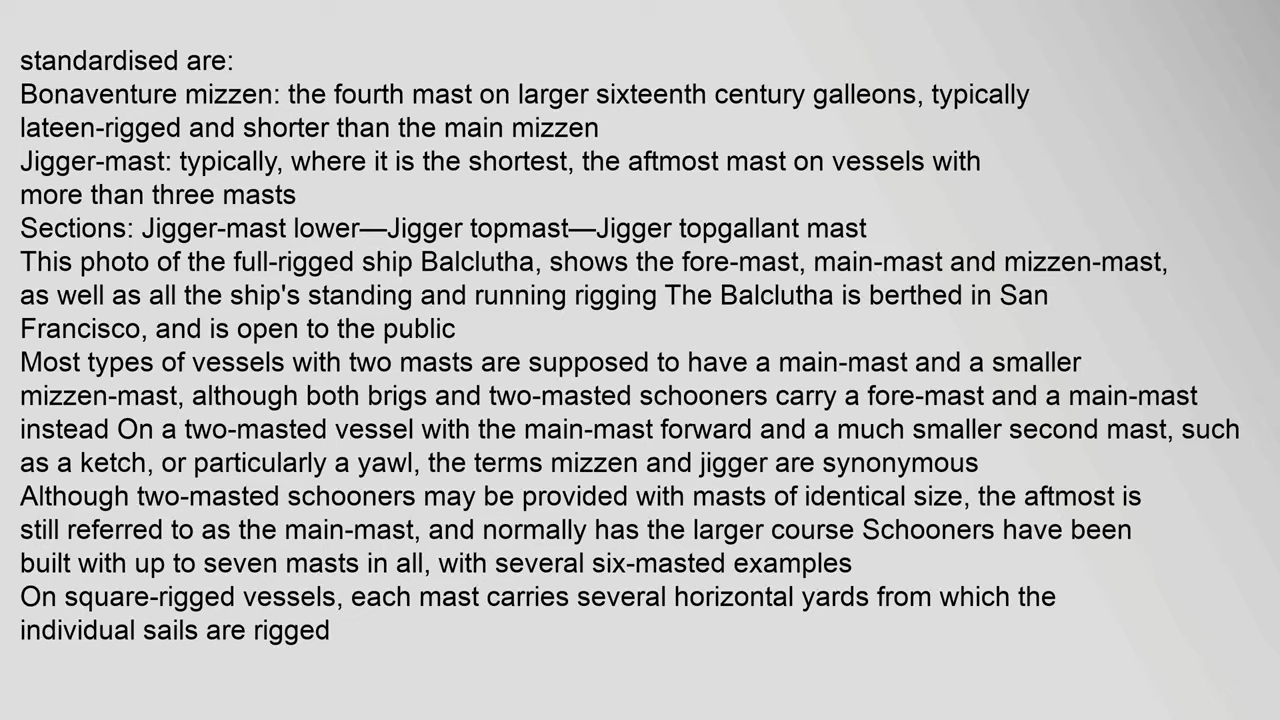 standardised are:
Bonaventure mizzen: the fourth mast on larger sixteenth century galleons, typically
lateen-rigged and shorter than the main mizzen
Jigger-mast: typically, where it is the shortest, the aftmost mast on vessels with
more than three masts
Sections: Jigger-mast lower—Jigger topmast—Jigger topgallant mast
This photo of the full-rigged ship Balclutha, shows the fore-mast, main-mast and mizzen-mast,
as well as all the ship's standing and running rigging The Balclutha is berthed in San
Francisco, and is open to the public
Most types of vessels with two masts are supposed to have a main-mast and a smaller
mizzen-mast, although both brigs and two-masted schooners carry a fore-mast and a main-mast
instead On a two-masted vessel with the main-mast forward and a much smaller second mast, such
as a ketch, or particularly a yawl, the terms mizzen and jigger are synonymous
Although two-masted schooners may be provided with masts of identical size, the aftmost is
still referred to as the main-mast, and normally has the larger course Schooners have been
built with up to seven masts in all, with several six-masted examples
On square-rigged vessels, each mast carries several horizontal yards from which the
individual sails are rigged